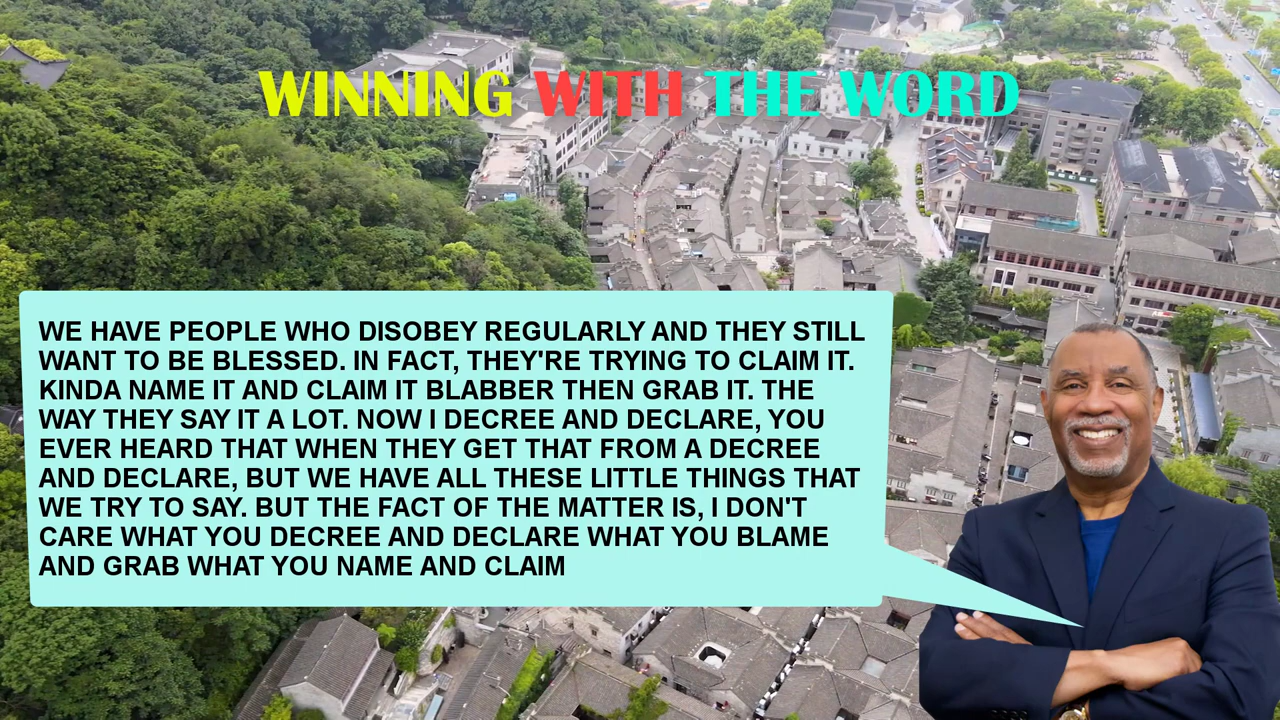 WINNING WITH THE WORD
WE HAVE PEOPLE WHO DISOBEY REGULARLY AND THEY STILL
WANT TO BE BLESSED. IN FACT, THEY'RE TRYING TO CLAIM IT.
KINDA NAME IT AND CLAIM IT BLABBER THEN GRAB IT. THE
WAY THEY SAY IT A LOT. NOW I DECREE AND DECLARE, YOU
EVER HEARD THAT WHEN THEY GET THAT FROM A DECREE
AND DECLARE, BUT WE HAVE ALL THESE LITTLE THINGS THAT
WE TRY TO SAY. BUT THE FACT OF THE MATTER IS, I DON'T
CARE WHAT YOU DECREE AND DECLARE WHAT YOU BLAME
AND GRAB WHAT YOU NAME AND CLAIM